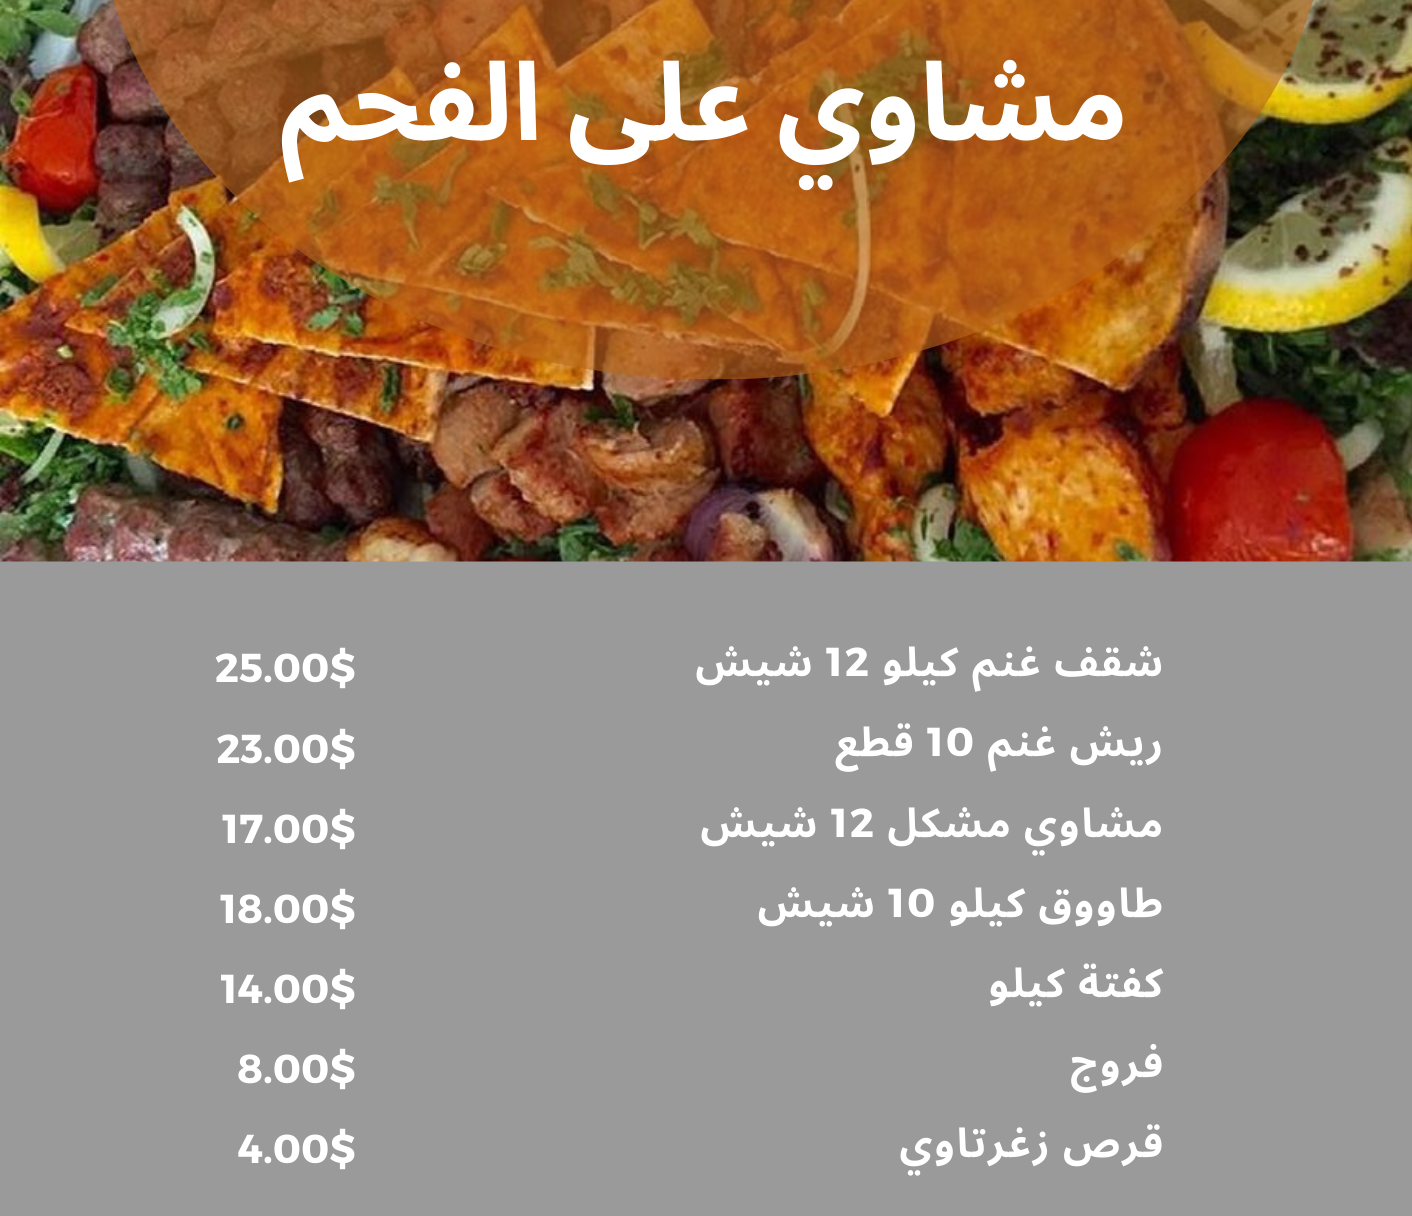 مشاوي على الفحم
شقف غنم كيلو 12 شيش 25.00$
ريش غنم 10 قطع 23.00$
مشاوي مشكل 12 شيش 17.00$
طاووق كيلو 10 شيش 18.00$
كفتة كيلو 14.00$
فروج 8.00$
قرص زغرتاوي 4.00$